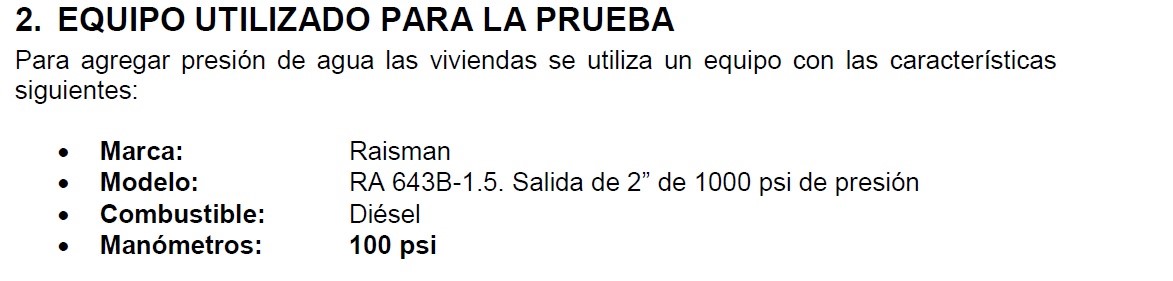 2. EQUIPO UTILIZADO PARA LA PRUEBA
Para agregar presión de agua las viviendas se utiliza un equipo con las características
siguientes:
• Marca: Raisman
• Modelo: RA 643B-1.5. Salida de 2” de 1000 psi de presión
• Combustible: Diésel
• Manómetros: 100 psi